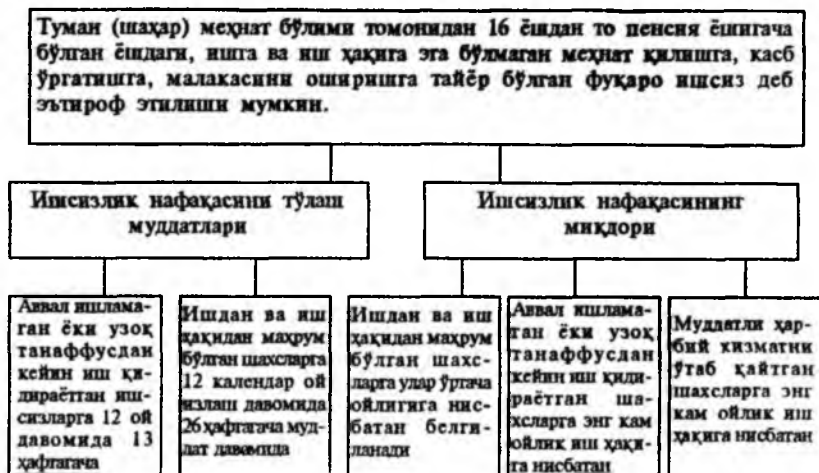 Туман (шаҳар) меҳнат бўлими томонидан 16 ёшдан то пенсия ёшигача
бўлган ёшдаги, ишга ва иш ҳақига эга бўлмаган меҳнат қилишга, касб
ўргатишга, малакасини оширишга тайёр бўлган фуқаро ишсиз деб
эътироф этилиши мумкин.
Ишсизлик нафақасини тўлаш
муддатлари
Ишсизлик нафақасининг
миқдори
Аввал ишлама-
ган ёки узоқ
танаффусдан
кейин иш қи-
дираётган иш-
сизларга 12 ой
давомида 13
ҳафтагача
Ишдан ва иш
ҳақидан маҳрум
бўлган шахсларга
12 календар ой
излаш давомида
26 ҳафтагача муд-
дат давамида
Ишдан ва иш
ҳақидан маҳрум
бўлган шахс-
ларга улар ўртача
ойлигига нис-
батан белги-
ланади
Аввал ишлама-
ган ёки узоқ
танаффусдан
кейин иш қиди-
раётган ша-
хсларга энг кам
ойлик иш ҳақи-
га нисбатан
Муддатли ҳар-
бий хизматни
ўтаб қайтган
шахсларга энг
кам ойлик иш
ҳақига нисбатан